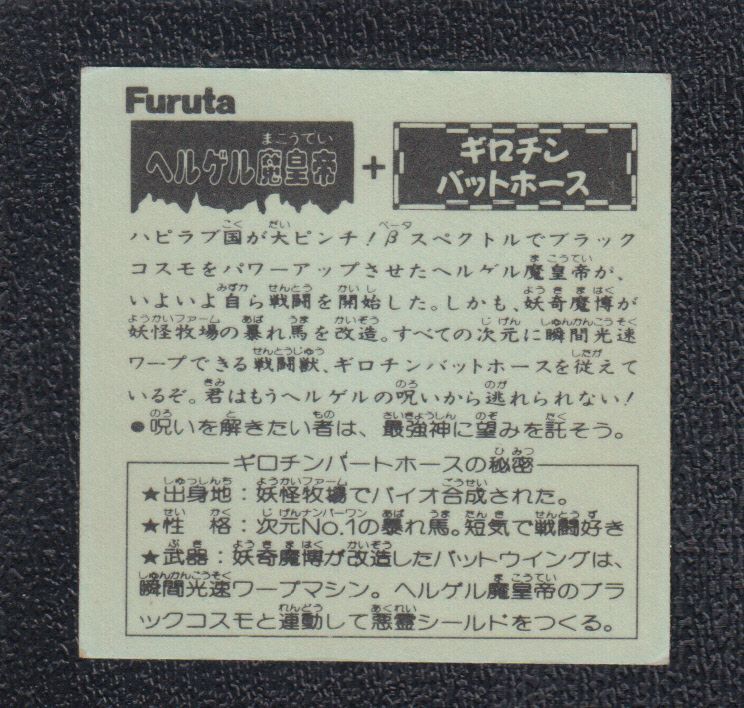 Furuta
ヘルゲル魔皇帝 + ギロチン
バットホース
ハピラブ国が大ピンチ!βスペクトルでブラック
コスモをパワーアップさせたヘルゲル魔皇帝が、
いよいよ自ら戦闘を開始した。しかも、妖奇魔博が
妖怪牧場の暴れ馬を改造。すべての次元に瞬間光速
ワープできる戦闘獣、ギロチンバットホースを従えて
いるぞ。君はもうヘルゲルの呪いから逃れられない!
●呪いを解きたい者は、最強神に望みを託そう。
ギロチンバートホースの秘密
★出身地：妖怪牧場でバイオ合成された。
★性 格：次元No.1の暴れ馬。短気で戦闘好き
★武器：妖奇魔博が改造したバットウイングは、
瞬間光速ワープマシン。ヘルゲル魔皇帝のブラ
ックコスモと連動して悪霊シールドをつくる。